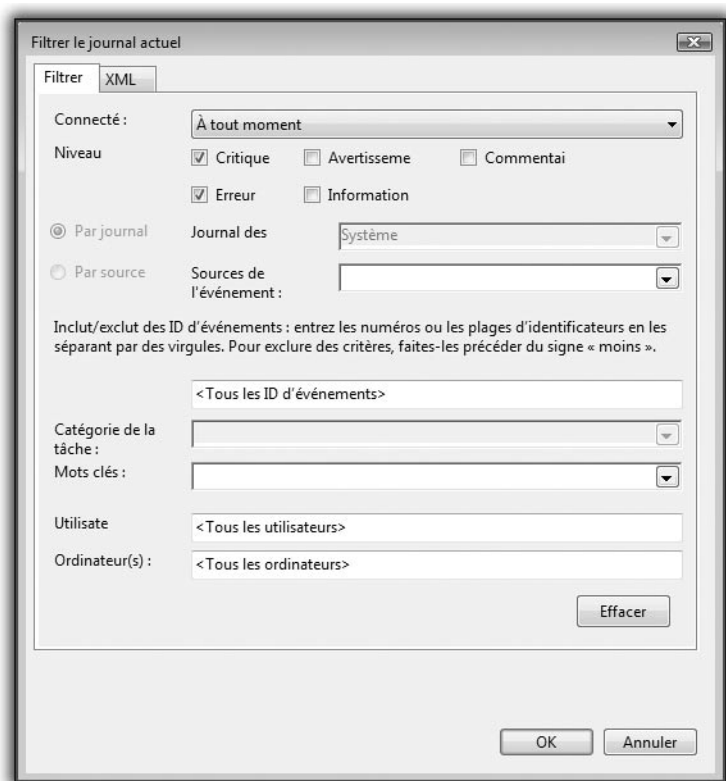 Filtrer le journal actuel
Filtrer XML
Connecté : À tout moment
Niveau Critique Avertisseme Commentai
Erreur Information
Par journal Journal des Système
Par source Sources de
l'événement :
Inclut/exclut des ID d'événements : entrez les numéros ou les plages d'identificateurs en les
séparant par des virgules. Pour exclure des critères, faites-les précéder du signe « moins ».
<Tous les ID d'événements>
Catégorie de la
tâche :
Mots clés :
Utilisate <Tous les utilisateurs>
Ordinateur(s) : <Tous les ordinateurs>
Effacer
OK Annuler